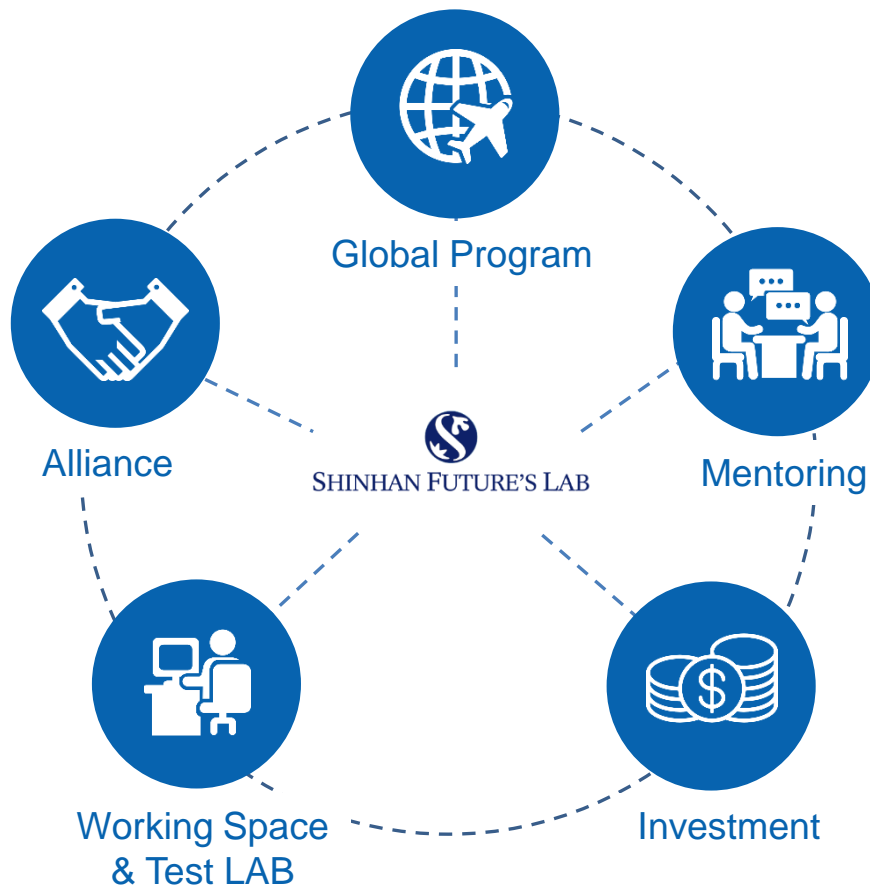 Global Program
Alliance
Mentoring
SHINHAN FUTURE'S LAB
Working Space
& Test LAB
Investment